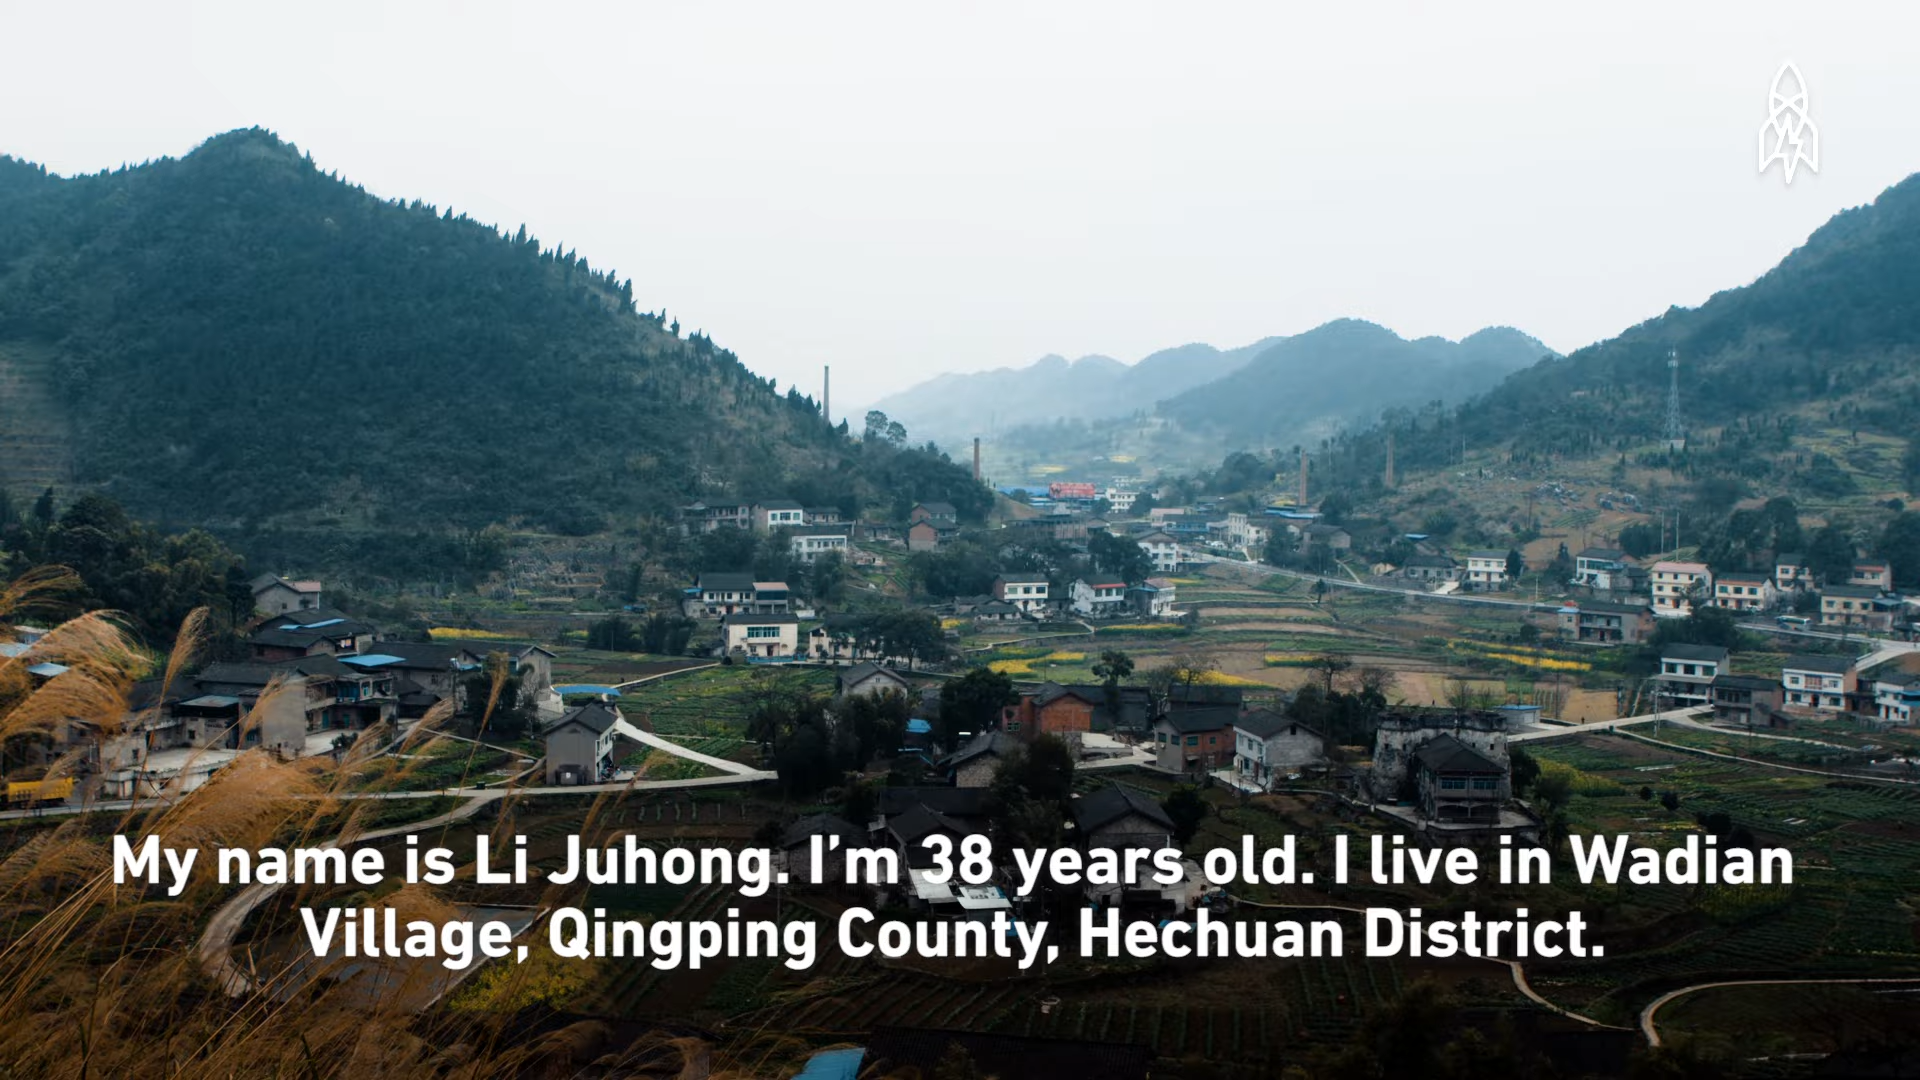 My name is Li Juhong. I’m 38 years old. I live in Wadian
Village, Qingping County, Hechuan District.